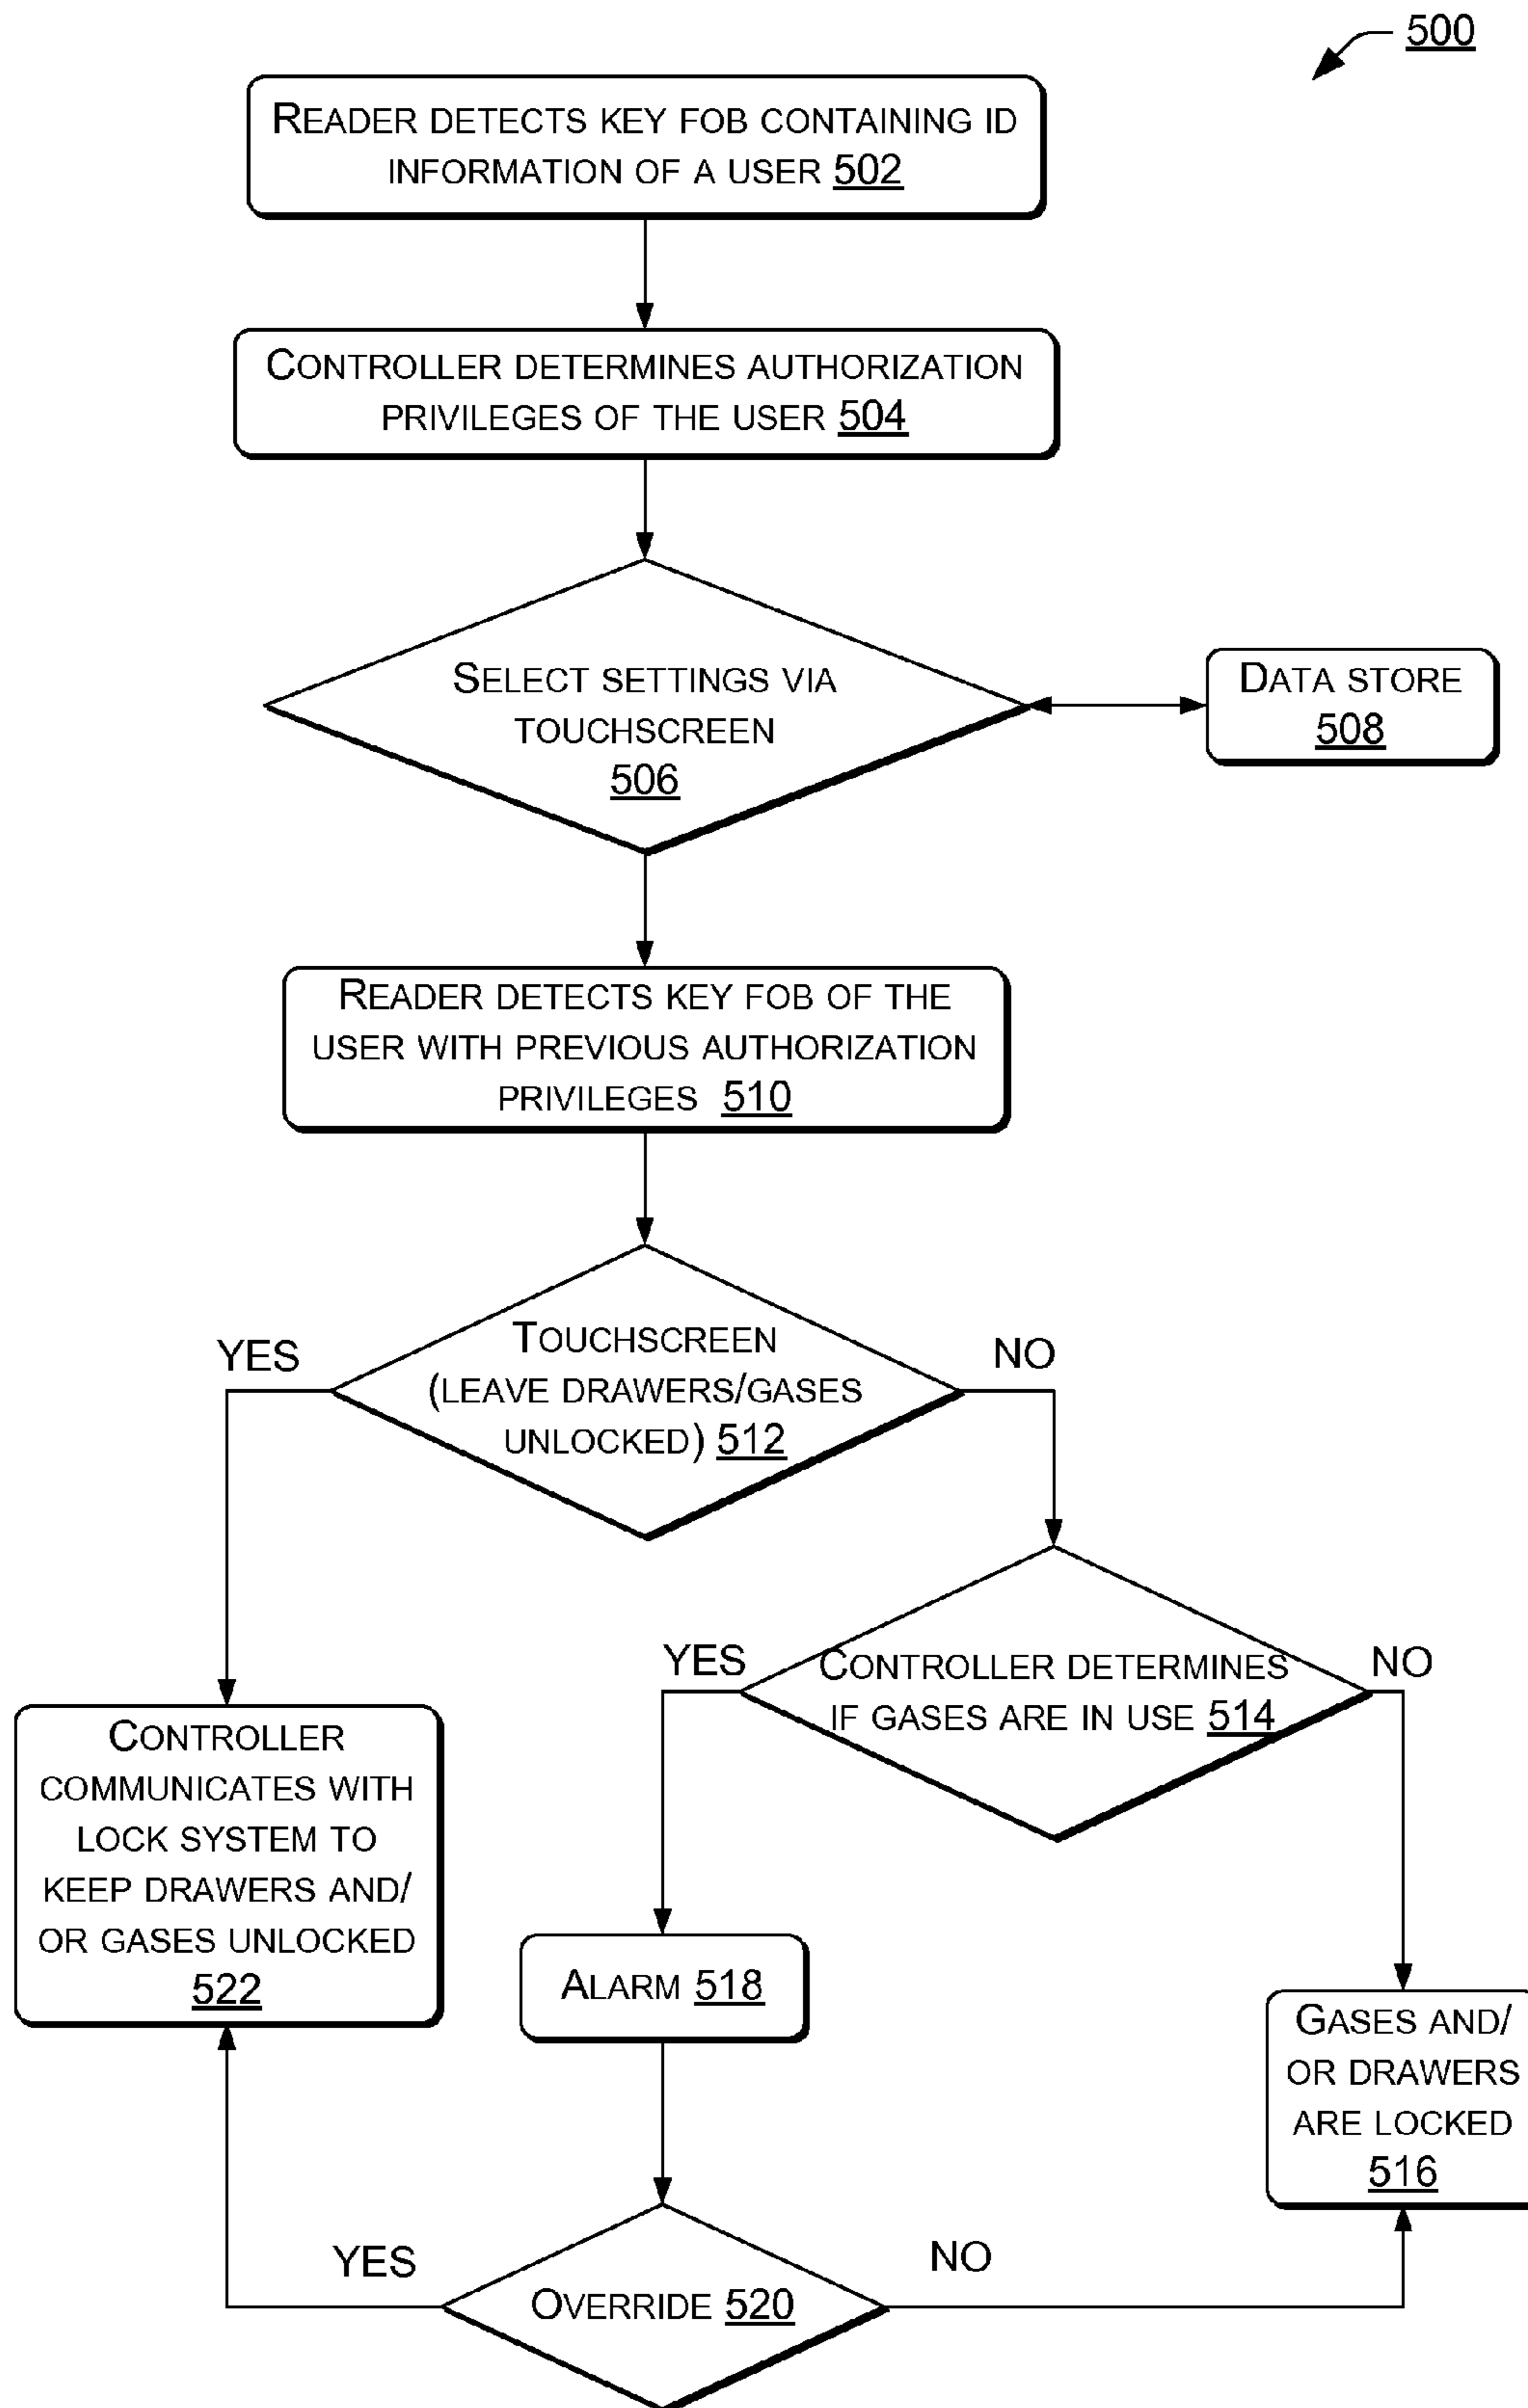 500
READER DETECTS KEY FOB CONTAINING ID
INFORMATION OF A USER 502
CONTROLLER DETERMINES AUTHORIZATION
PRIVILEGES OF THE USER 504
SELECT SETTINGS VIA
TOUCHSCREEN
506
DATA STORE
508
READER DETECTS KEY FOB OF THE
USER WITH PREVIOUS AUTHORIZATION
PRIVILEGES 510
YES
TOUCHSCREEN
(LEAVE DRAWERS/GASES
UNLOCKED) 512
NO
YES
CONTROLLER DETERMINES
IF GASES ARE IN USE 514
NO
CONTROLLER
COMMUNICATES WITH
LOCK SYSTEM TO
KEEP DRAWERS AND/
OR GASES UNLOCKED
522
ALARM 518
GASES AND/
OR DRAWERS
ARE LOCKED
516
YES
OVERRIDE 520
NO